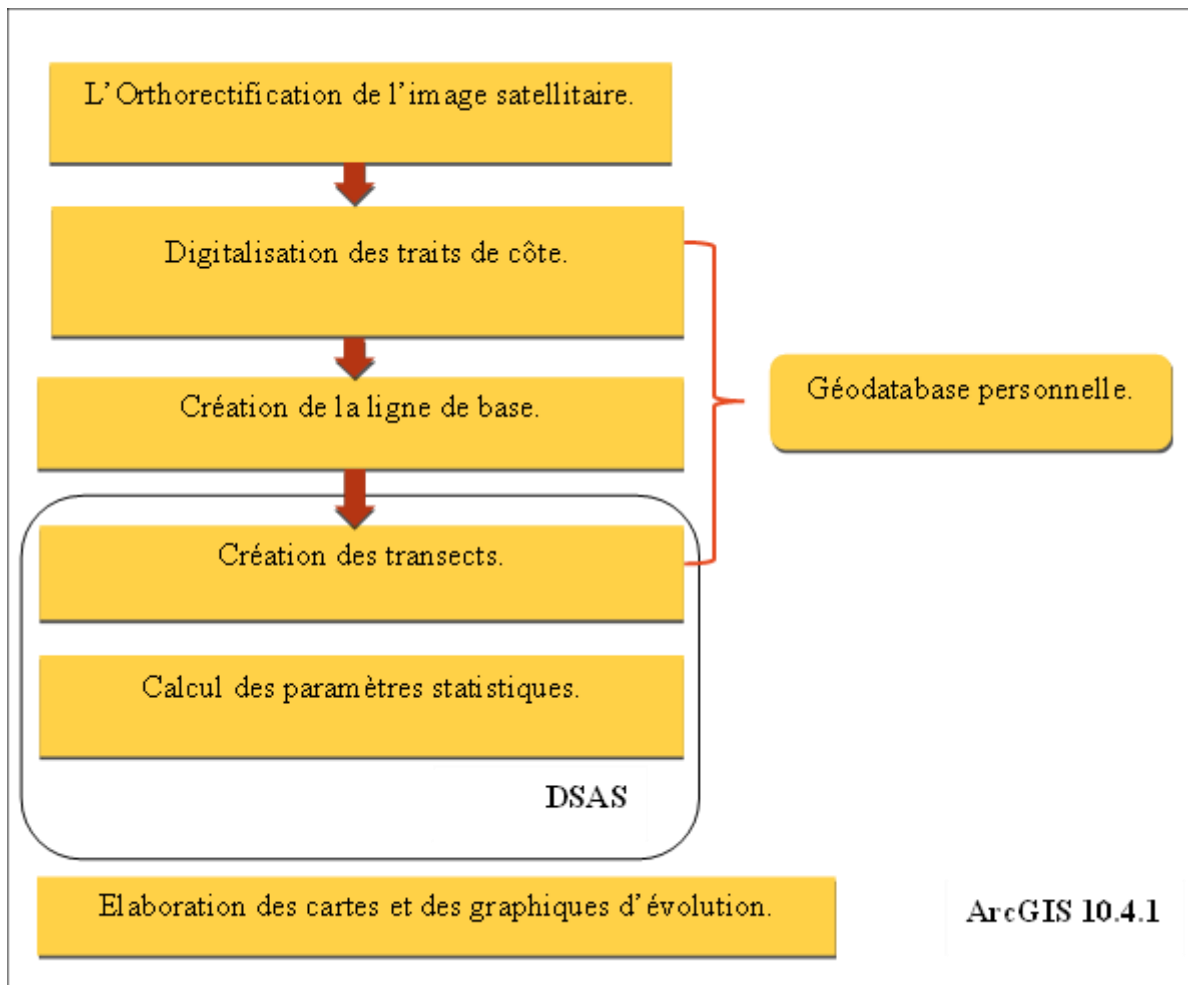 L'Orthorectification de l'image satellitaire.
Digitalisation des traits de côte.
Création de la ligne de base.
Géodatabase personnelle.
Création des transects.
Calcul des paramètres statistiques.
DSAS
Elaboration des cartes et des graphiques d'évolution.
ArcGIS 10.4.1